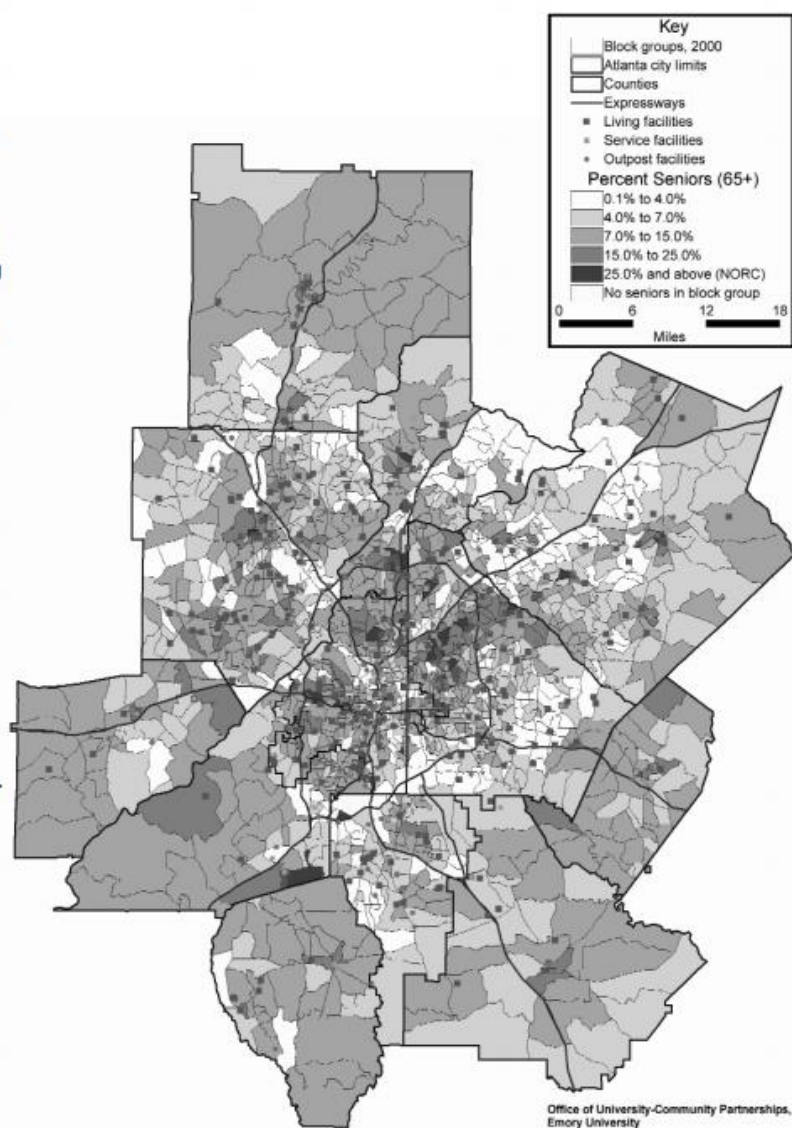 Key
Block groups, 2000
Atlanta city limits
Counties
Expressways
Living facilities
Service facilities
Outpost facilities
Percent Seniors (65+)
0.1% to 4.0%
4.0% to 7.0%
7.0% to 15.0%
15.0% to 25.0%
25.0% and above (NORC)
No seniors in block group
0 6 12 18
Miles
Office of University-Community Partnerships,
Emory University